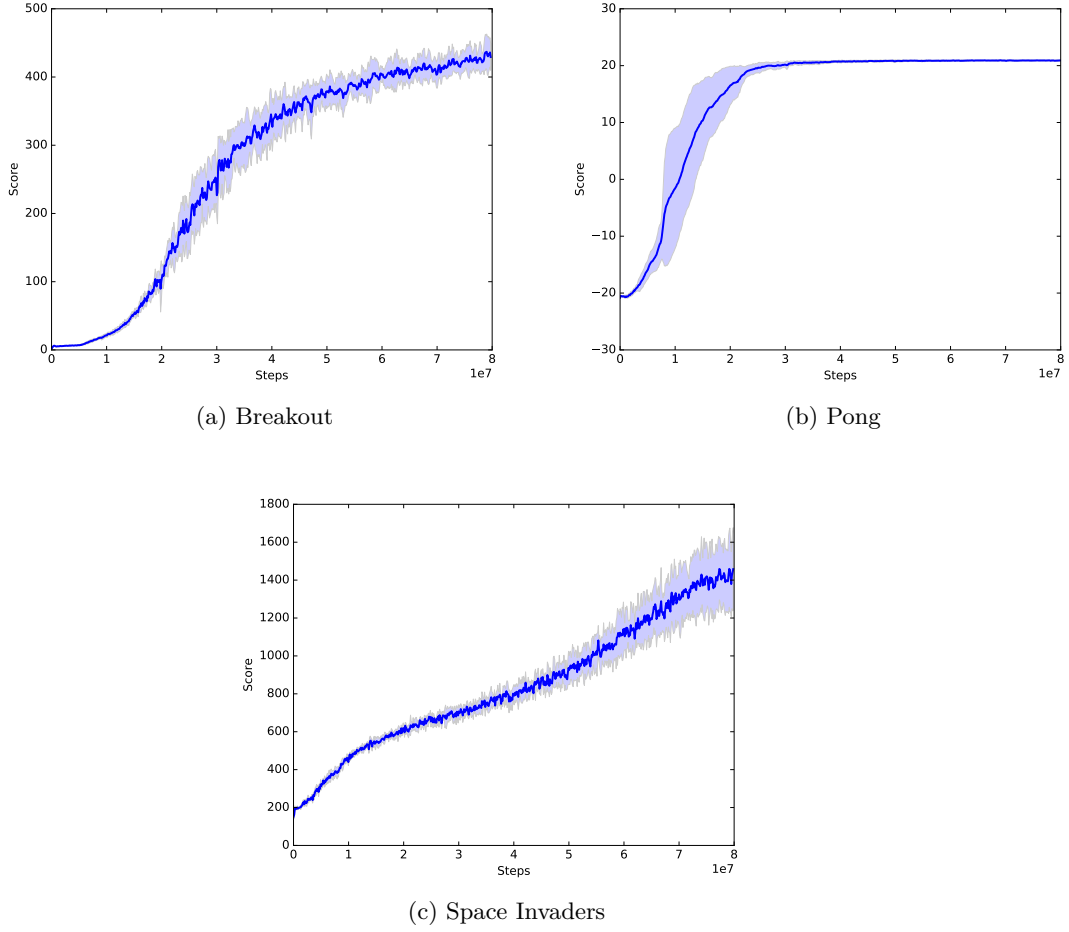 500
400
300
200
100
0
Score
0 1 2 3 4 5 6 7 8
Steps
1e7
(a) Breakout
30
20
10
0
−10
−20
−30
Score
0 1 2 3 4 5 6 7 8
Steps
1e7
(b) Pong
1800
1600
1400
1200
1000
800
600
400
200
0
Score
0 1 2 3 4 5 6 7 8
Steps
1e7
(c) Space Invaders